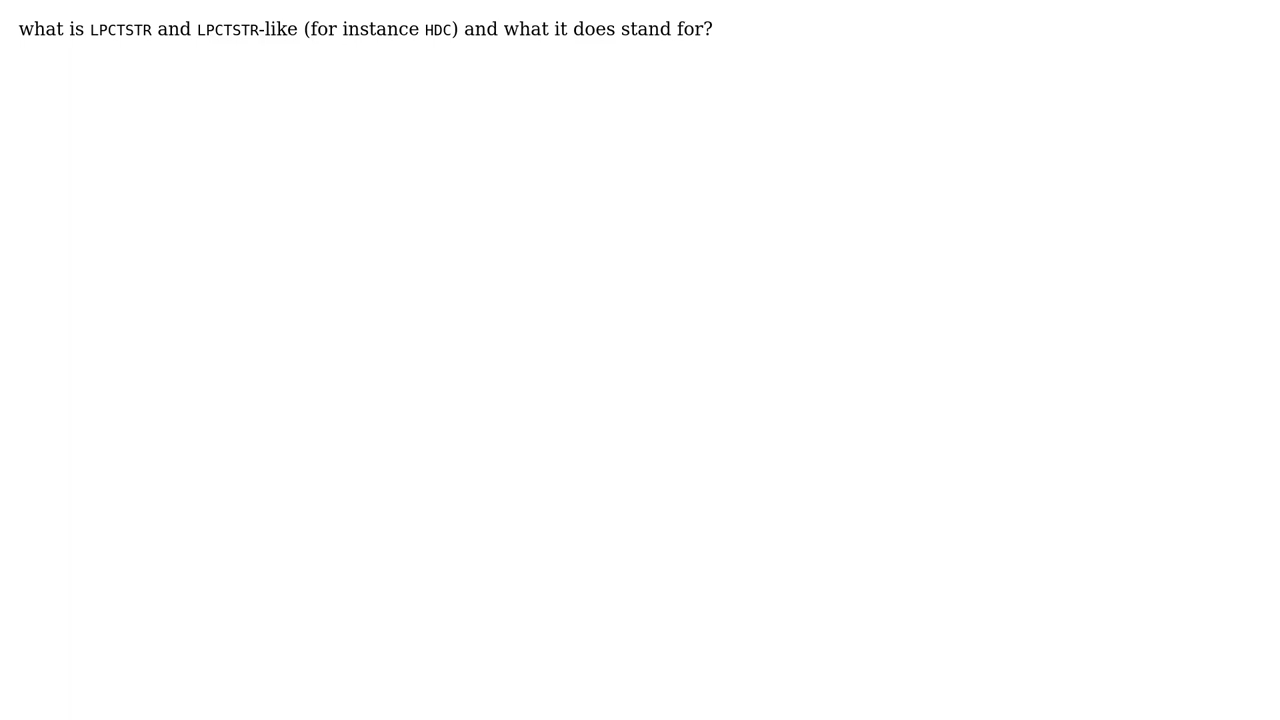 what is LPCTSTR and LPCTSTR-like (for instance HDC) and what it does stand for?